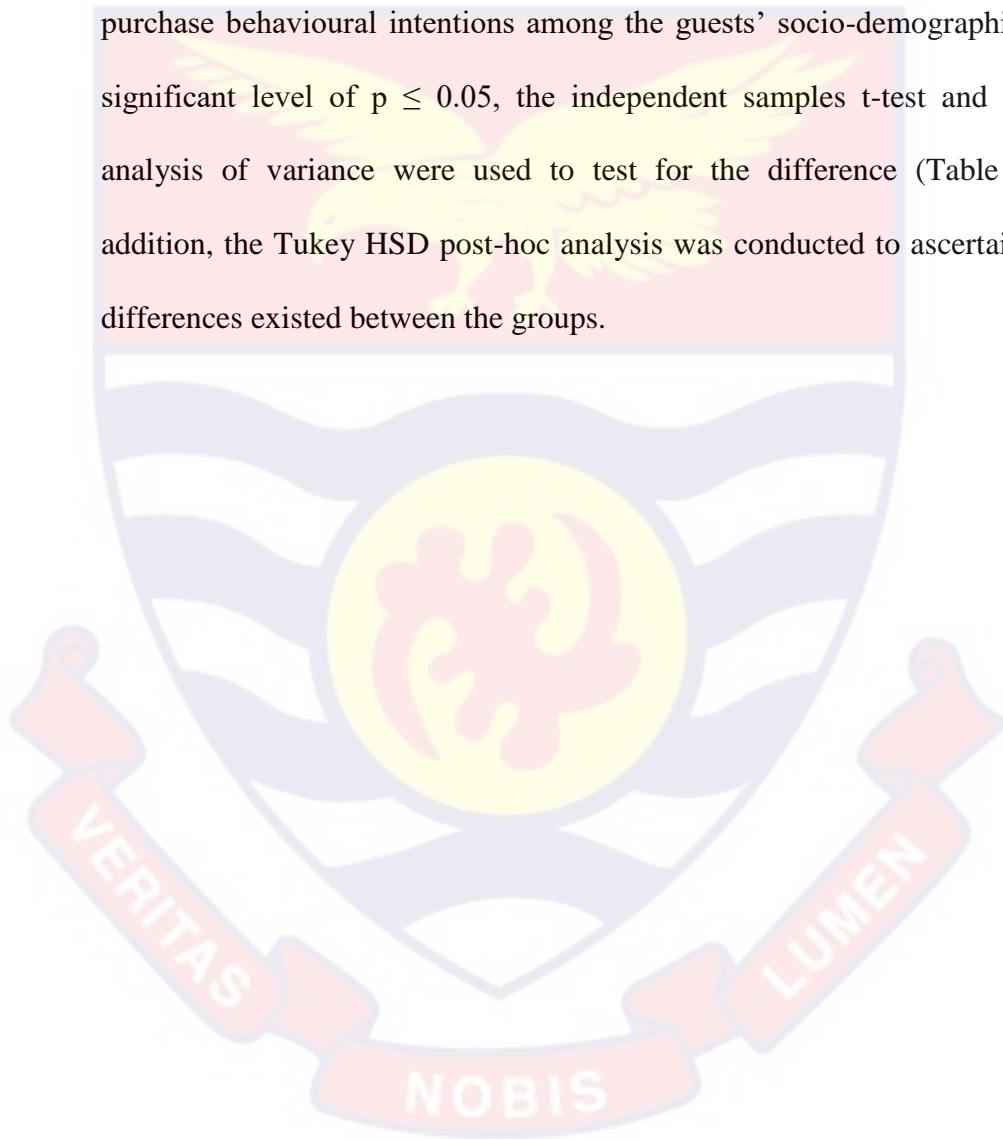 purchase behavioural intentions among the guests’ socio-demographi
significant level of p ≤ 0.05, the independent samples t-test and
analysis of variance were used to test for the difference (Table
addition, the Tukey HSD post-hoc analysis was conducted to ascertai
differences existed between the groups.
VERITAS
NOBIS
LUMEN